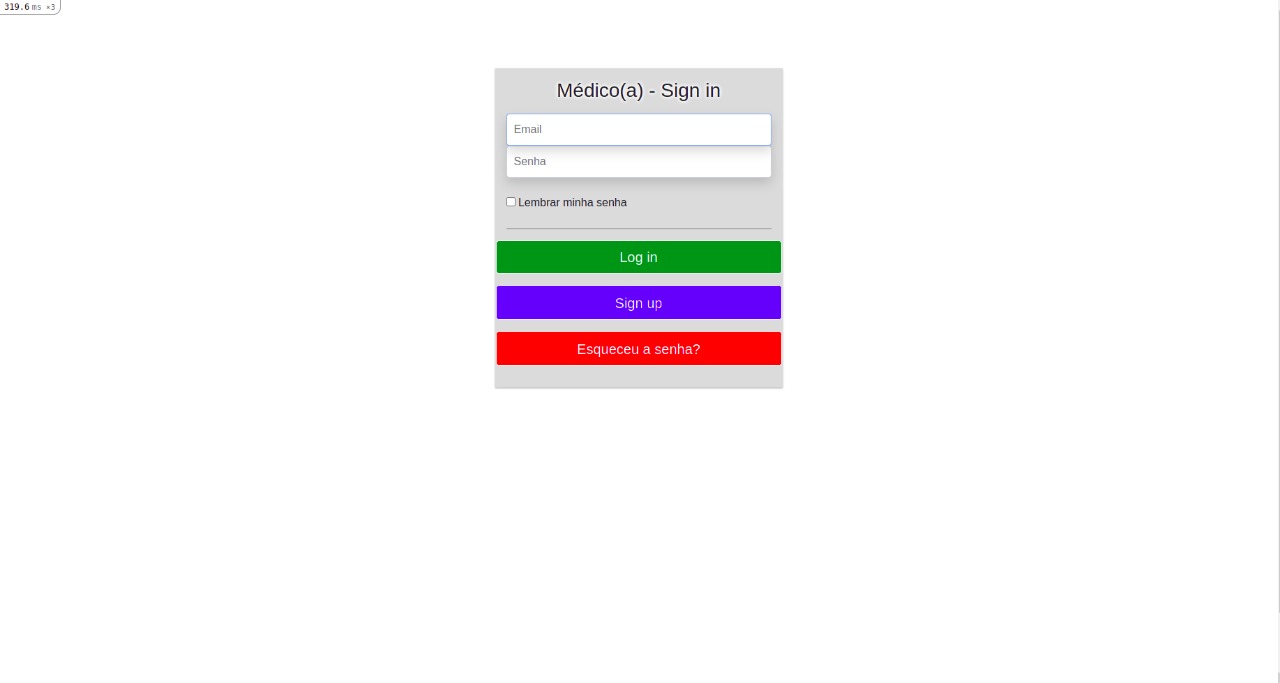 319.6 ms ×3
Médico(a) - Sign in
Email
Senha
Lembrar minha senha
Log in
Sign up
Esqueceu a senha?